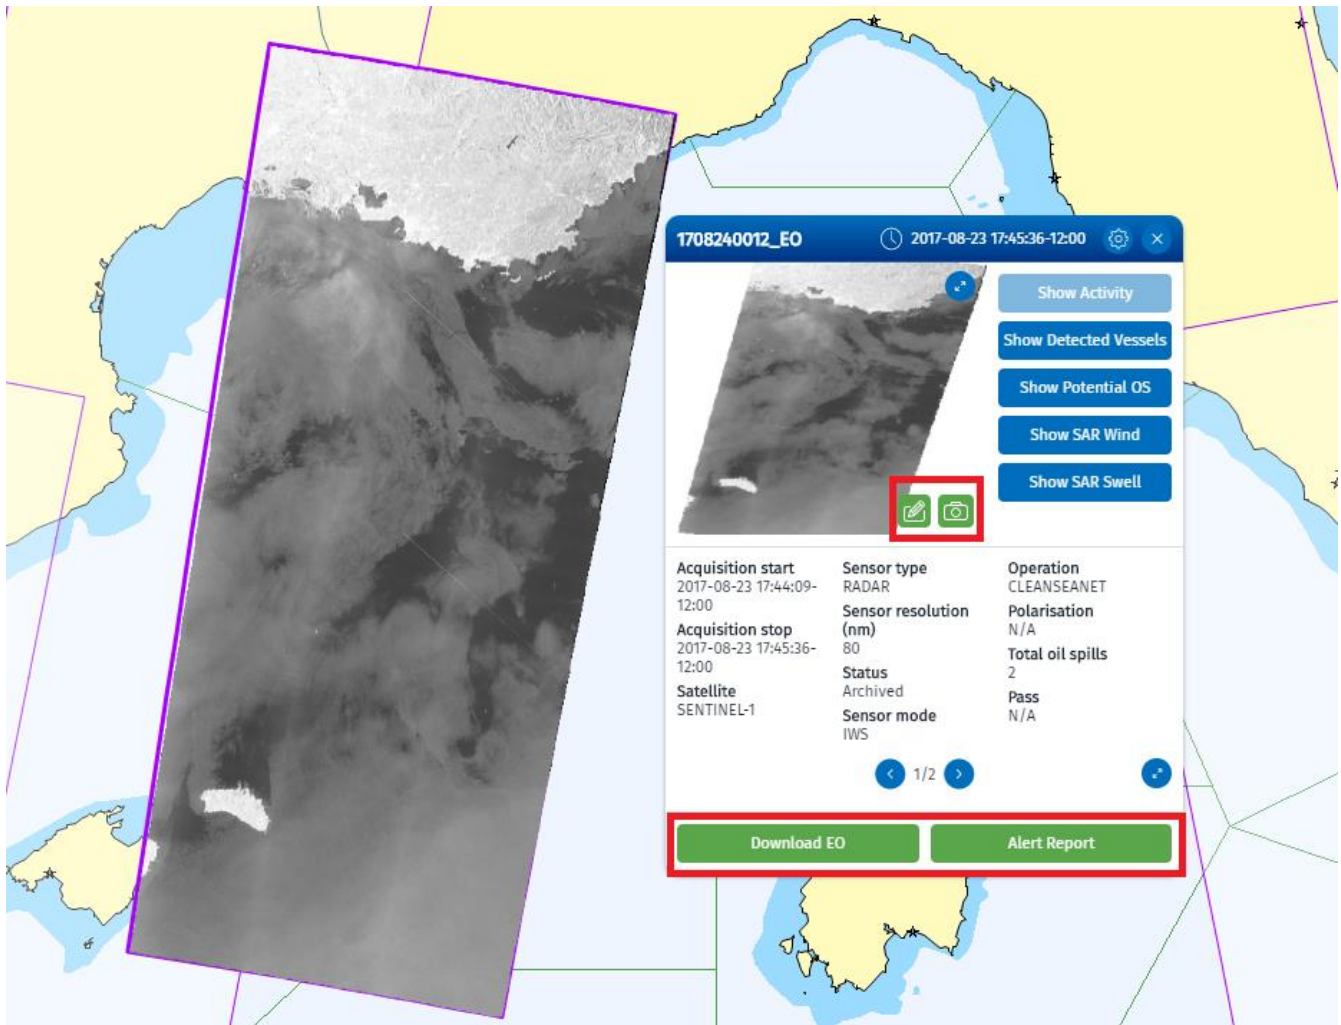 1708240012_EO
2017-08-23 17:45:36-12:00
Show Activity
Show Detected Vessels
Show Potential OS
Show SAR Wind
Show SAR Swell
Acquisition start
2017-08-23 17:44:09-
12:00
Acquisition stop
2017-08-23 17:45:36-
12:00
Satellite
SENTINEL-1
Sensor type
RADAR
Sensor resolution
(nm)
80
Status
Archived
Sensor mode
IWS
Operation
CLEANSEANET
Polarisation
N/A
Total oil spills
2
Pass
N/A
1/2
Download EO
Alert Report